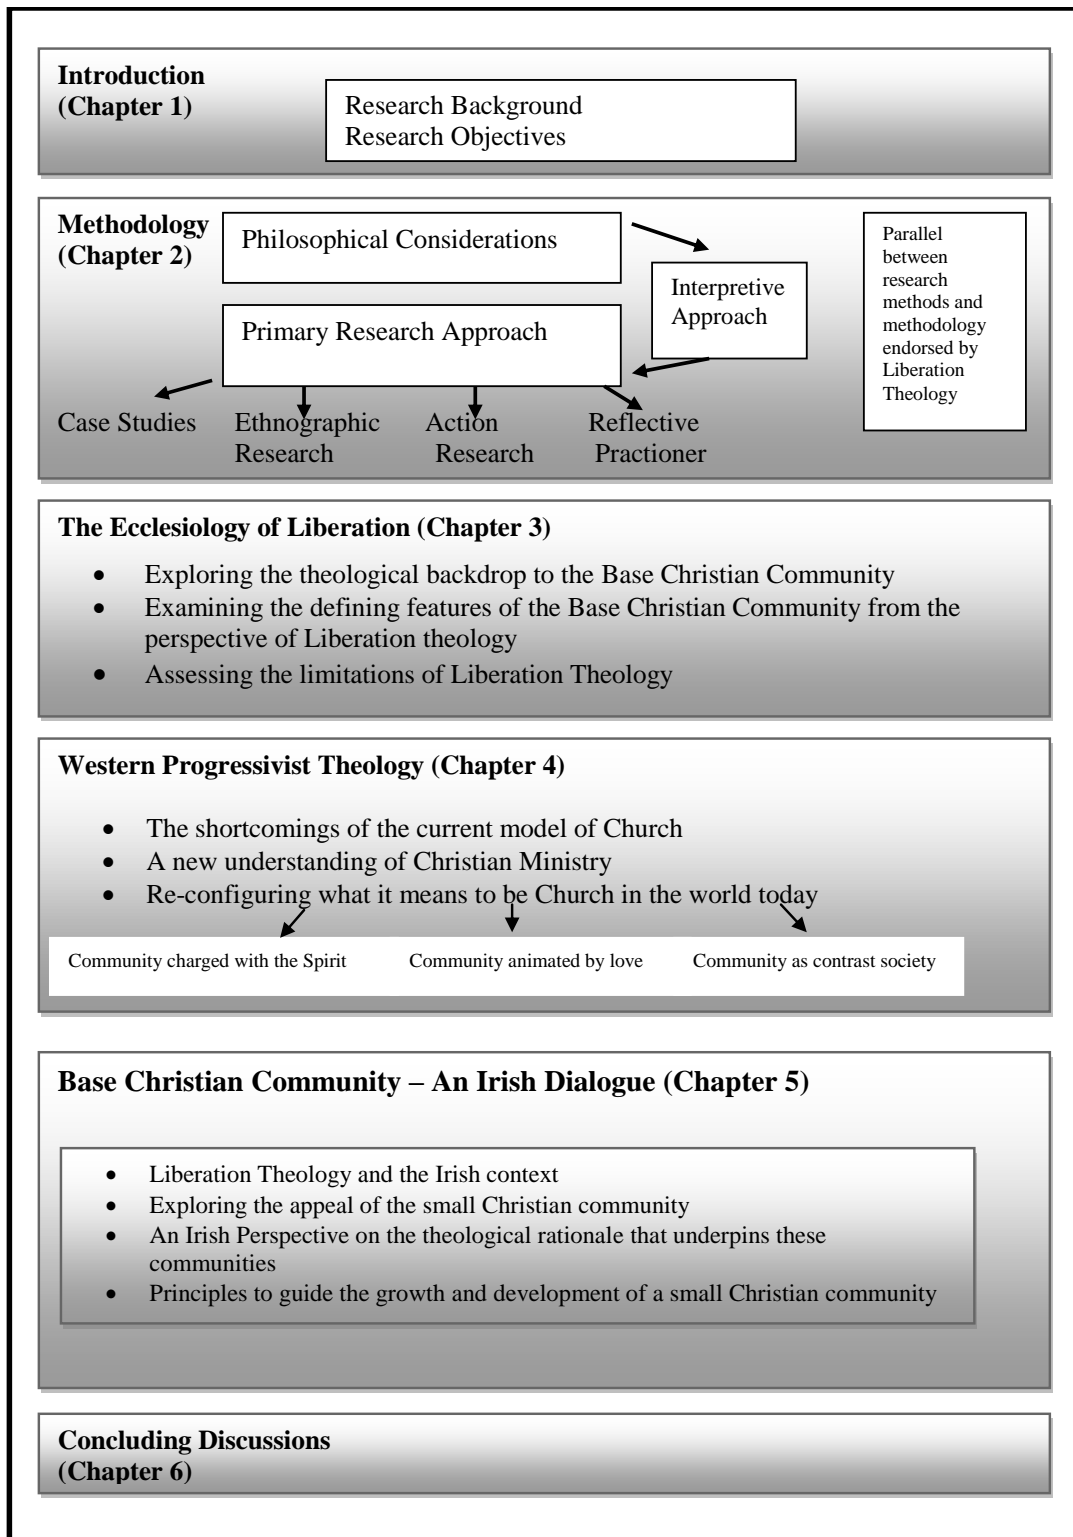 Introduction
(Chapter 1)
Research Background
Research Objectives
Methodology
(Chapter 2)
Philosophical Considerations
Interpretive
Approach
Primary Research Approach
Case Studies
Ethnographic
Research
Action
Research
Reflective
Practioner
Parallel
between
research
methods and
methodology
endorsed by
Liberation
Theology
The Ecclesiology of Liberation (Chapter 3)
• Exploring the theological backdrop to the Base Christian Community
• Examining the defining features of the Base Christian Community from the
perspective of Liberation theology
• Assessing the limitations of Liberation Theology
Western Progressivist Theology (Chapter 4)
• The shortcomings of the current model of Church
• A new understanding of Christian Ministry
• Re-configuring what it means to be Church in the world today
Community charged with the Spirit
Community animated by love
Community as contrast society
Base Christian Community – An Irish Dialogue (Chapter 5)
• Liberation Theology and the Irish context
• Exploring the appeal of the small Christian community
• An Irish Perspective on the theological rationale that underpins these
communities
• Principles to guide the growth and development of a small Christian community
Concluding Discussions
(Chapter 6)